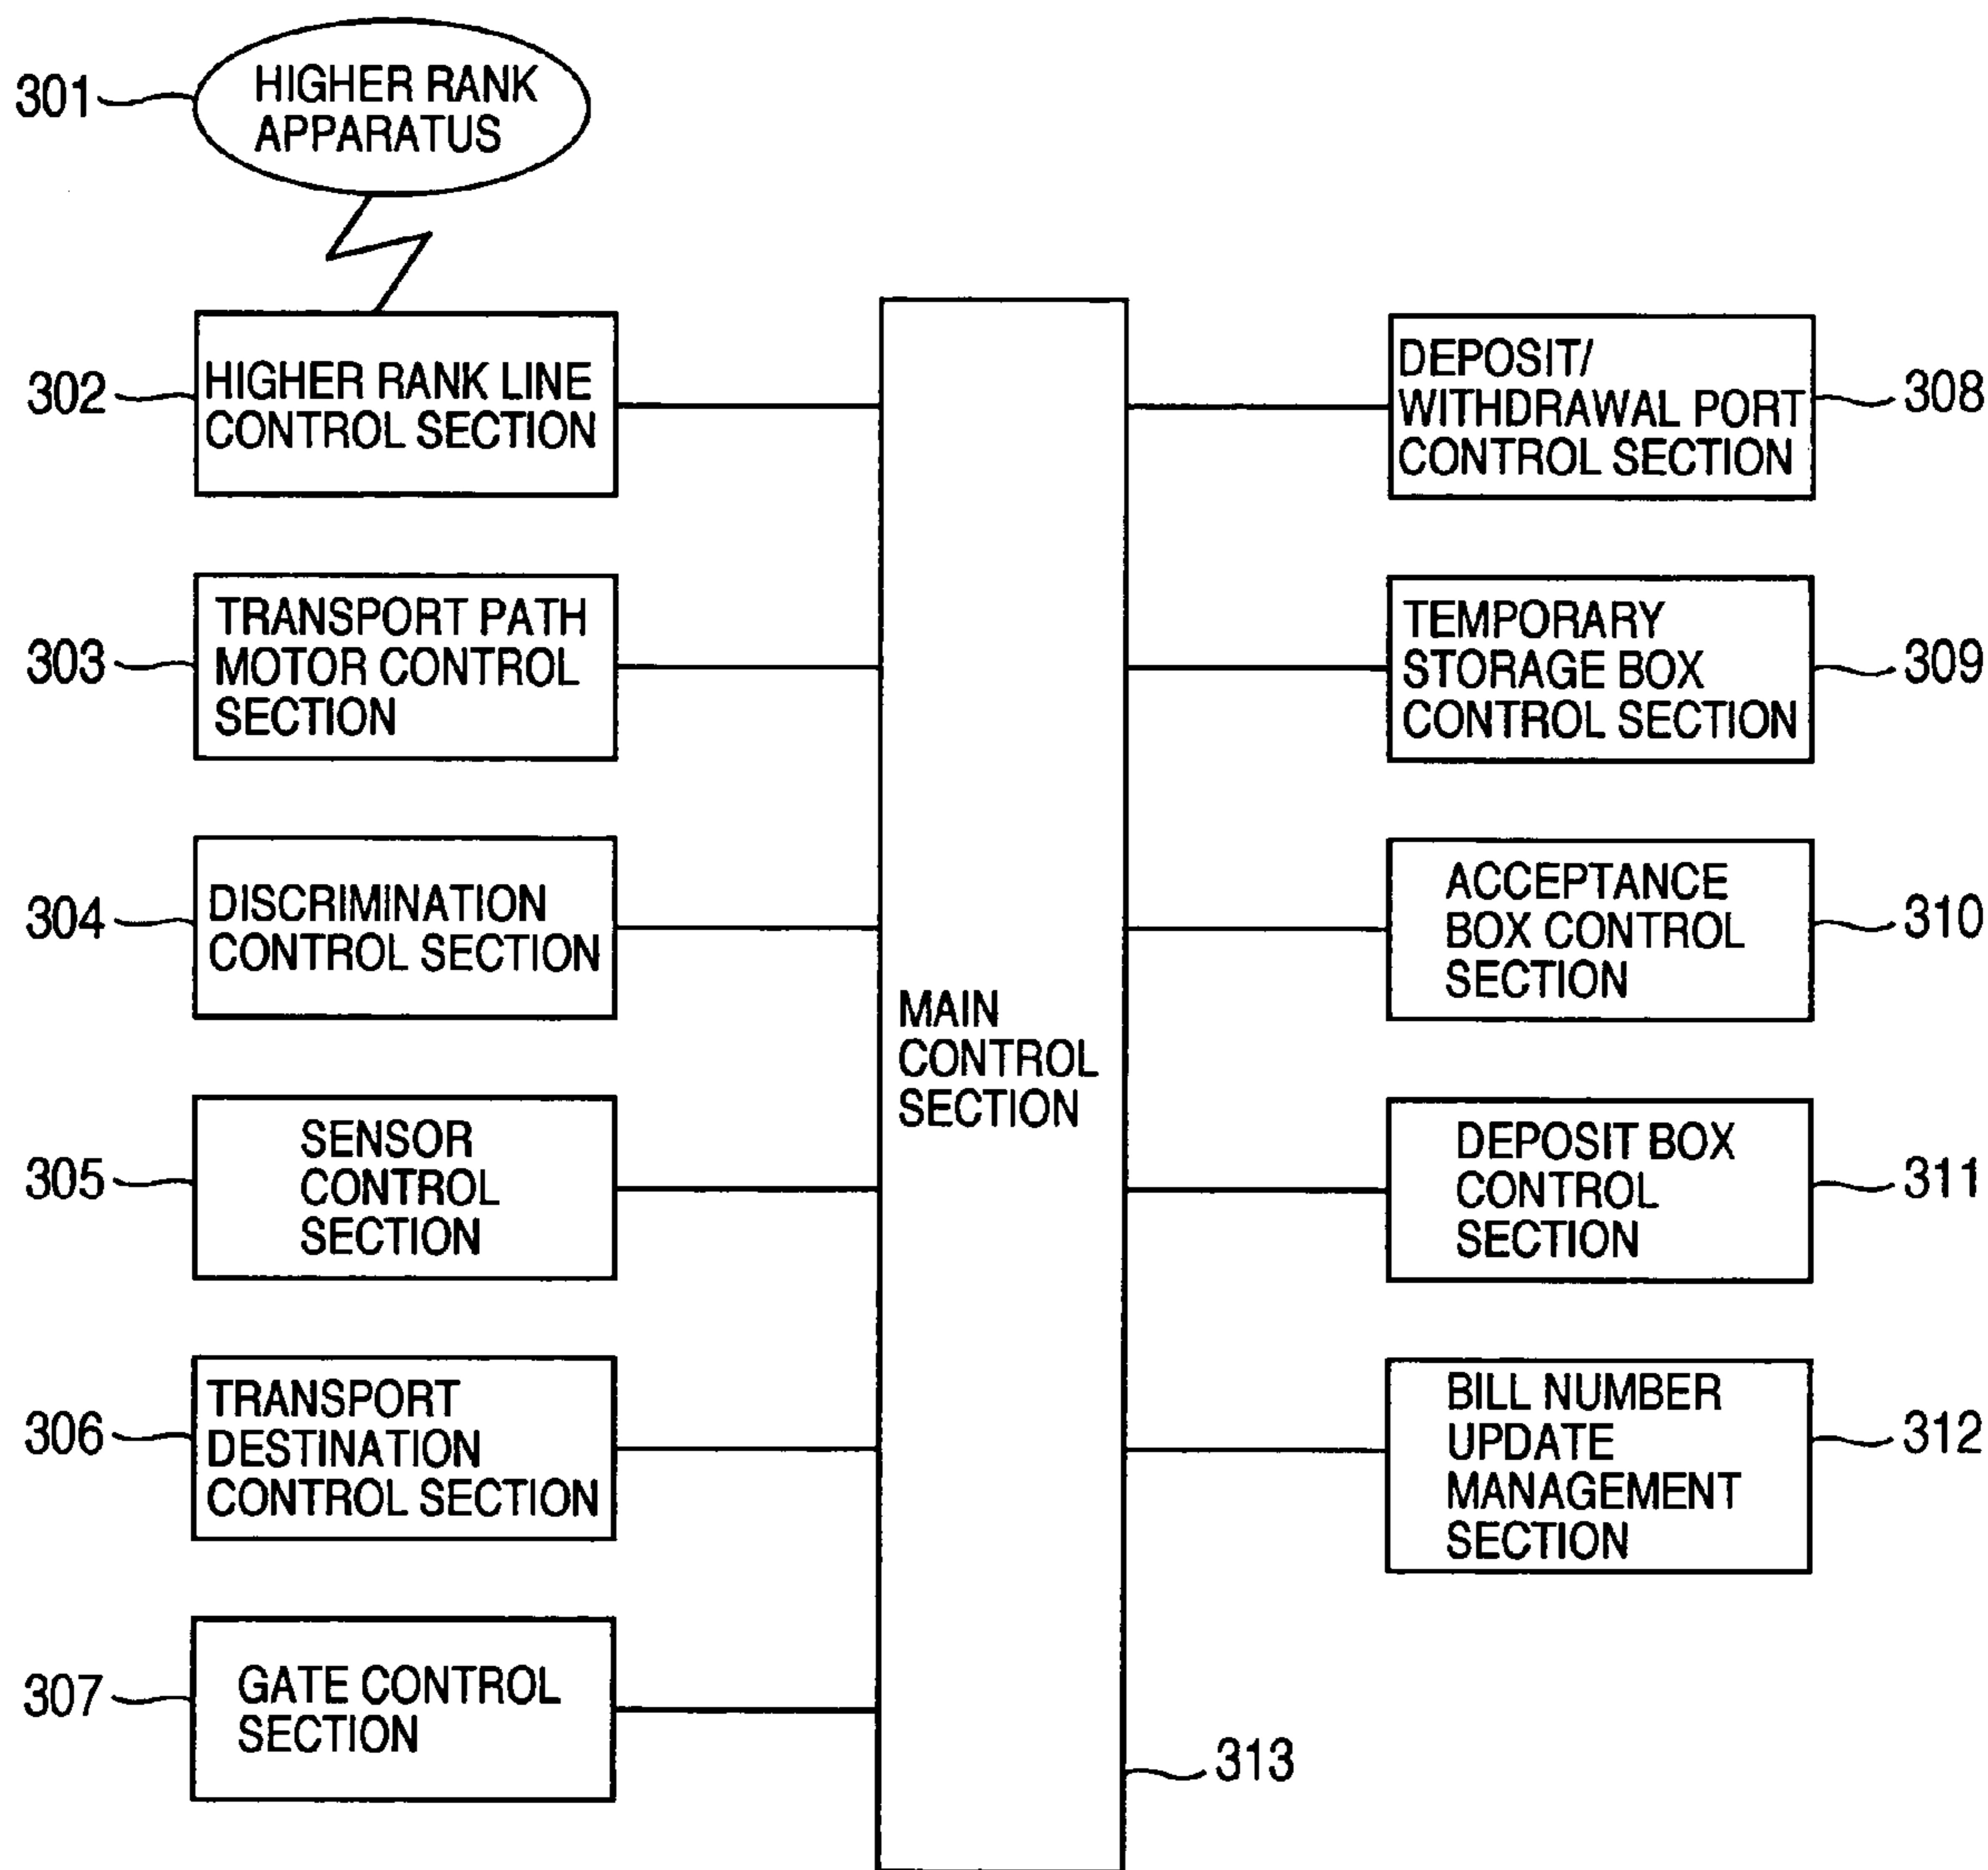 301
HIGHER RANK
APPARATUS
302
HIGHER RANK LINE
CONTROL SECTION
303
TRANSPORT PATH
MOTOR CONTROL
SECTION
304
DISCRIMINATION
CONTROL SECTION
305
SENSOR
CONTROL
SECTION
306
TRANSPORT
DESTINATION
CONTROL SECTION
307
GATE CONTROL
SECTION
MAIN
CONTROL
SECTION
313
DEPOSIT/
WITHDRAWAL PORT
CONTROL SECTION
308
TEMPORARY
STORAGE BOX
CONTROL SECTION
309
ACCEPTANCE
BOX CONTROL
SECTION
310
DEPOSIT BOX
CONTROL
SECTION
311
BILL NUMBER
UPDATE
MANAGEMENT
SECTION
312